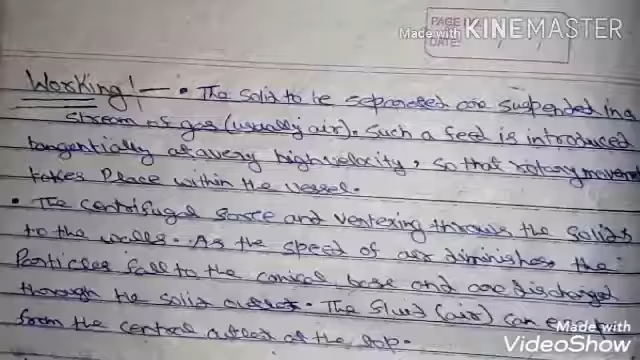 PAGE
DATE:
Made with KINEMASTER
Working:— • The solid to be separated are suspended in a
stream of gas (usually air). Such a feed is introduced
tangentially at a very high velocity, so that rotary movement
takes place within the vessel.
• The centrifugal force and vortexing throws the solids
to the walls. As the speed of air diminishes the
Particles fall to the conical base and are discharged
through the solid outlet. The fluid (air) can
from the central outlet at the top.
Made with
VideoShow